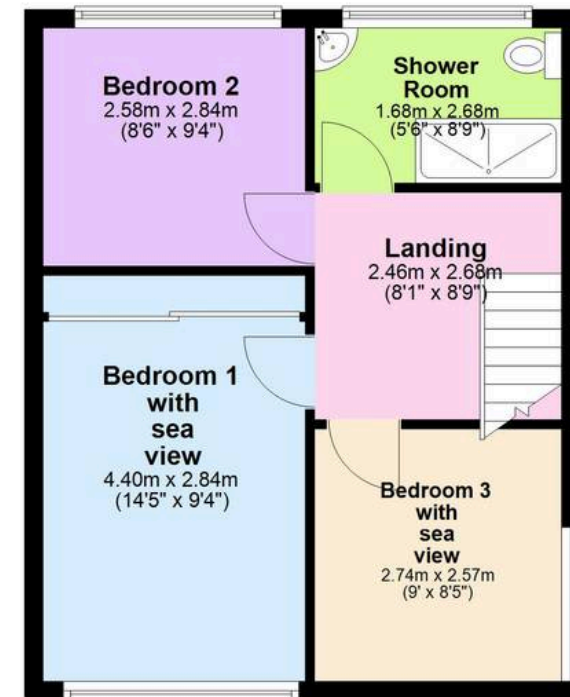 Bedroom 2
2.58m x 2.84m
(8'6" x 9'4")
Shower
Room
1.68m x 2.68m
(5'6" x 8'9")
Landing
2.46m x 2.68m
(8'1" x 8'9")
Bedroom 1
with
sea
view
4.40m x 2.84m
(14'5" x 9'4")
Bedroom 3
with
sea
view
2.74m x 2.57m
(9' x 8'5")